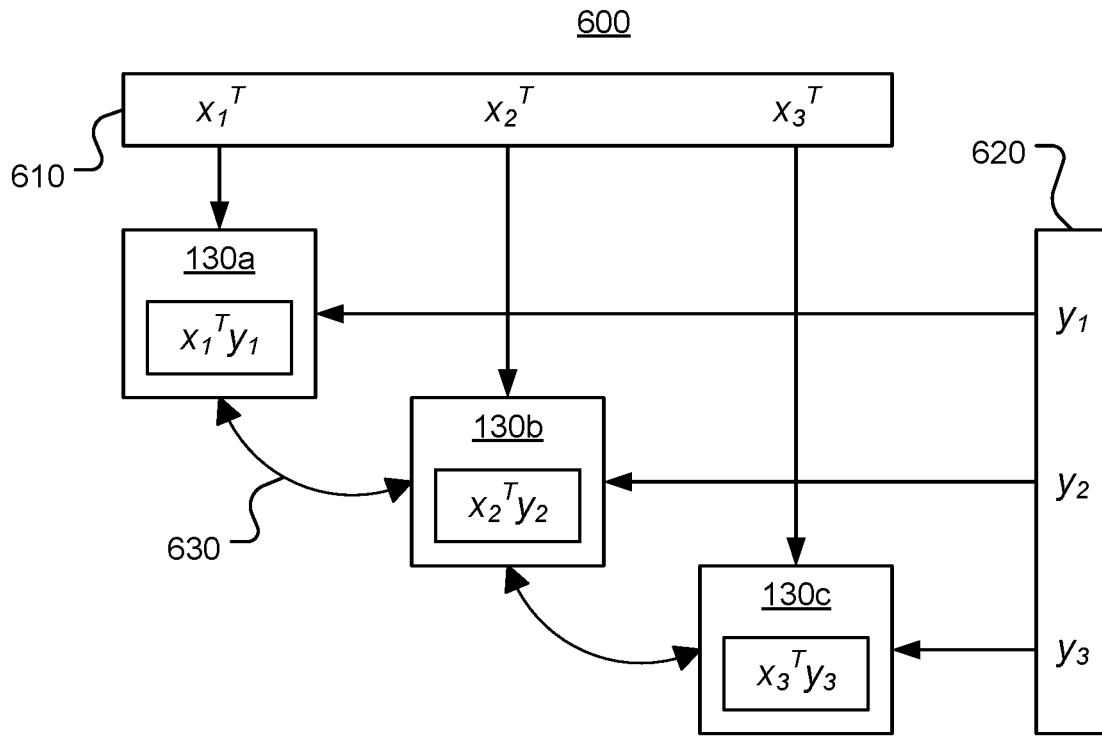 600
x₁ᵀ x₂ᵀ x₃ᵀ
610
620
130a
x₁ᵀy₁
y₁
130b
x₂ᵀy₂
y₂
630
130c
x₃ᵀy₃
y₃